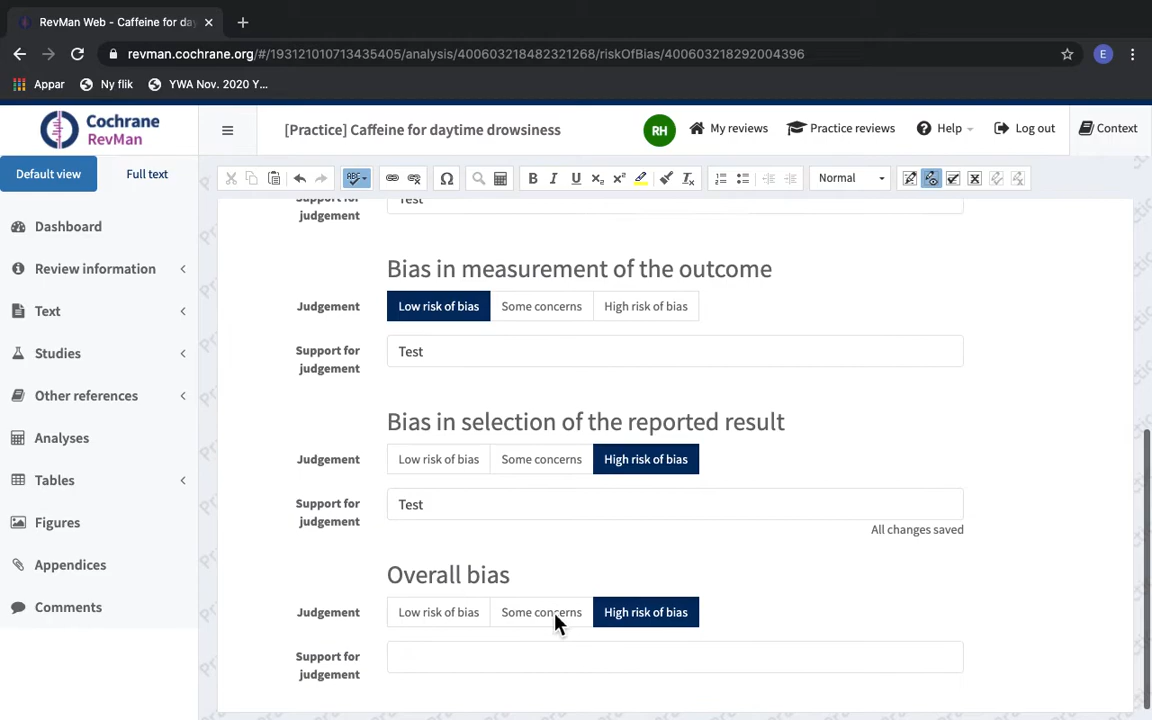 RevMan Web - Caffeine for da
revman.cochrane.org/#/193121010713435405/analysis/400603218482321268/riskOfBias/400603218292004396
E
Appar
Ny flik
YWA Nov. 2020 Y...
Cochrane
RevMan
[Practice] Caffeine for daytime drowsiness
RH
My reviews
Practice reviews
Help
Log out
Context
Default view
Full text
ABC
Ω
B I U x₂ x²
Normal
Dashboard
Review information
Text
Studies
Other references
Analyses
Tables
Figures
Appendices
Comments
Support for
judgement
Test
Bias in measurement of the outcome
Judgement
Low risk of bias
Some concerns
High risk of bias
Support for
judgement
Test
Bias in selection of the reported result
Judgement
Low risk of bias
Some concerns
High risk of bias
Support for
judgement
Test
All changes saved
Overall bias
Judgement
Low risk of bias
Some concerns
High risk of bias
Support for
judgement